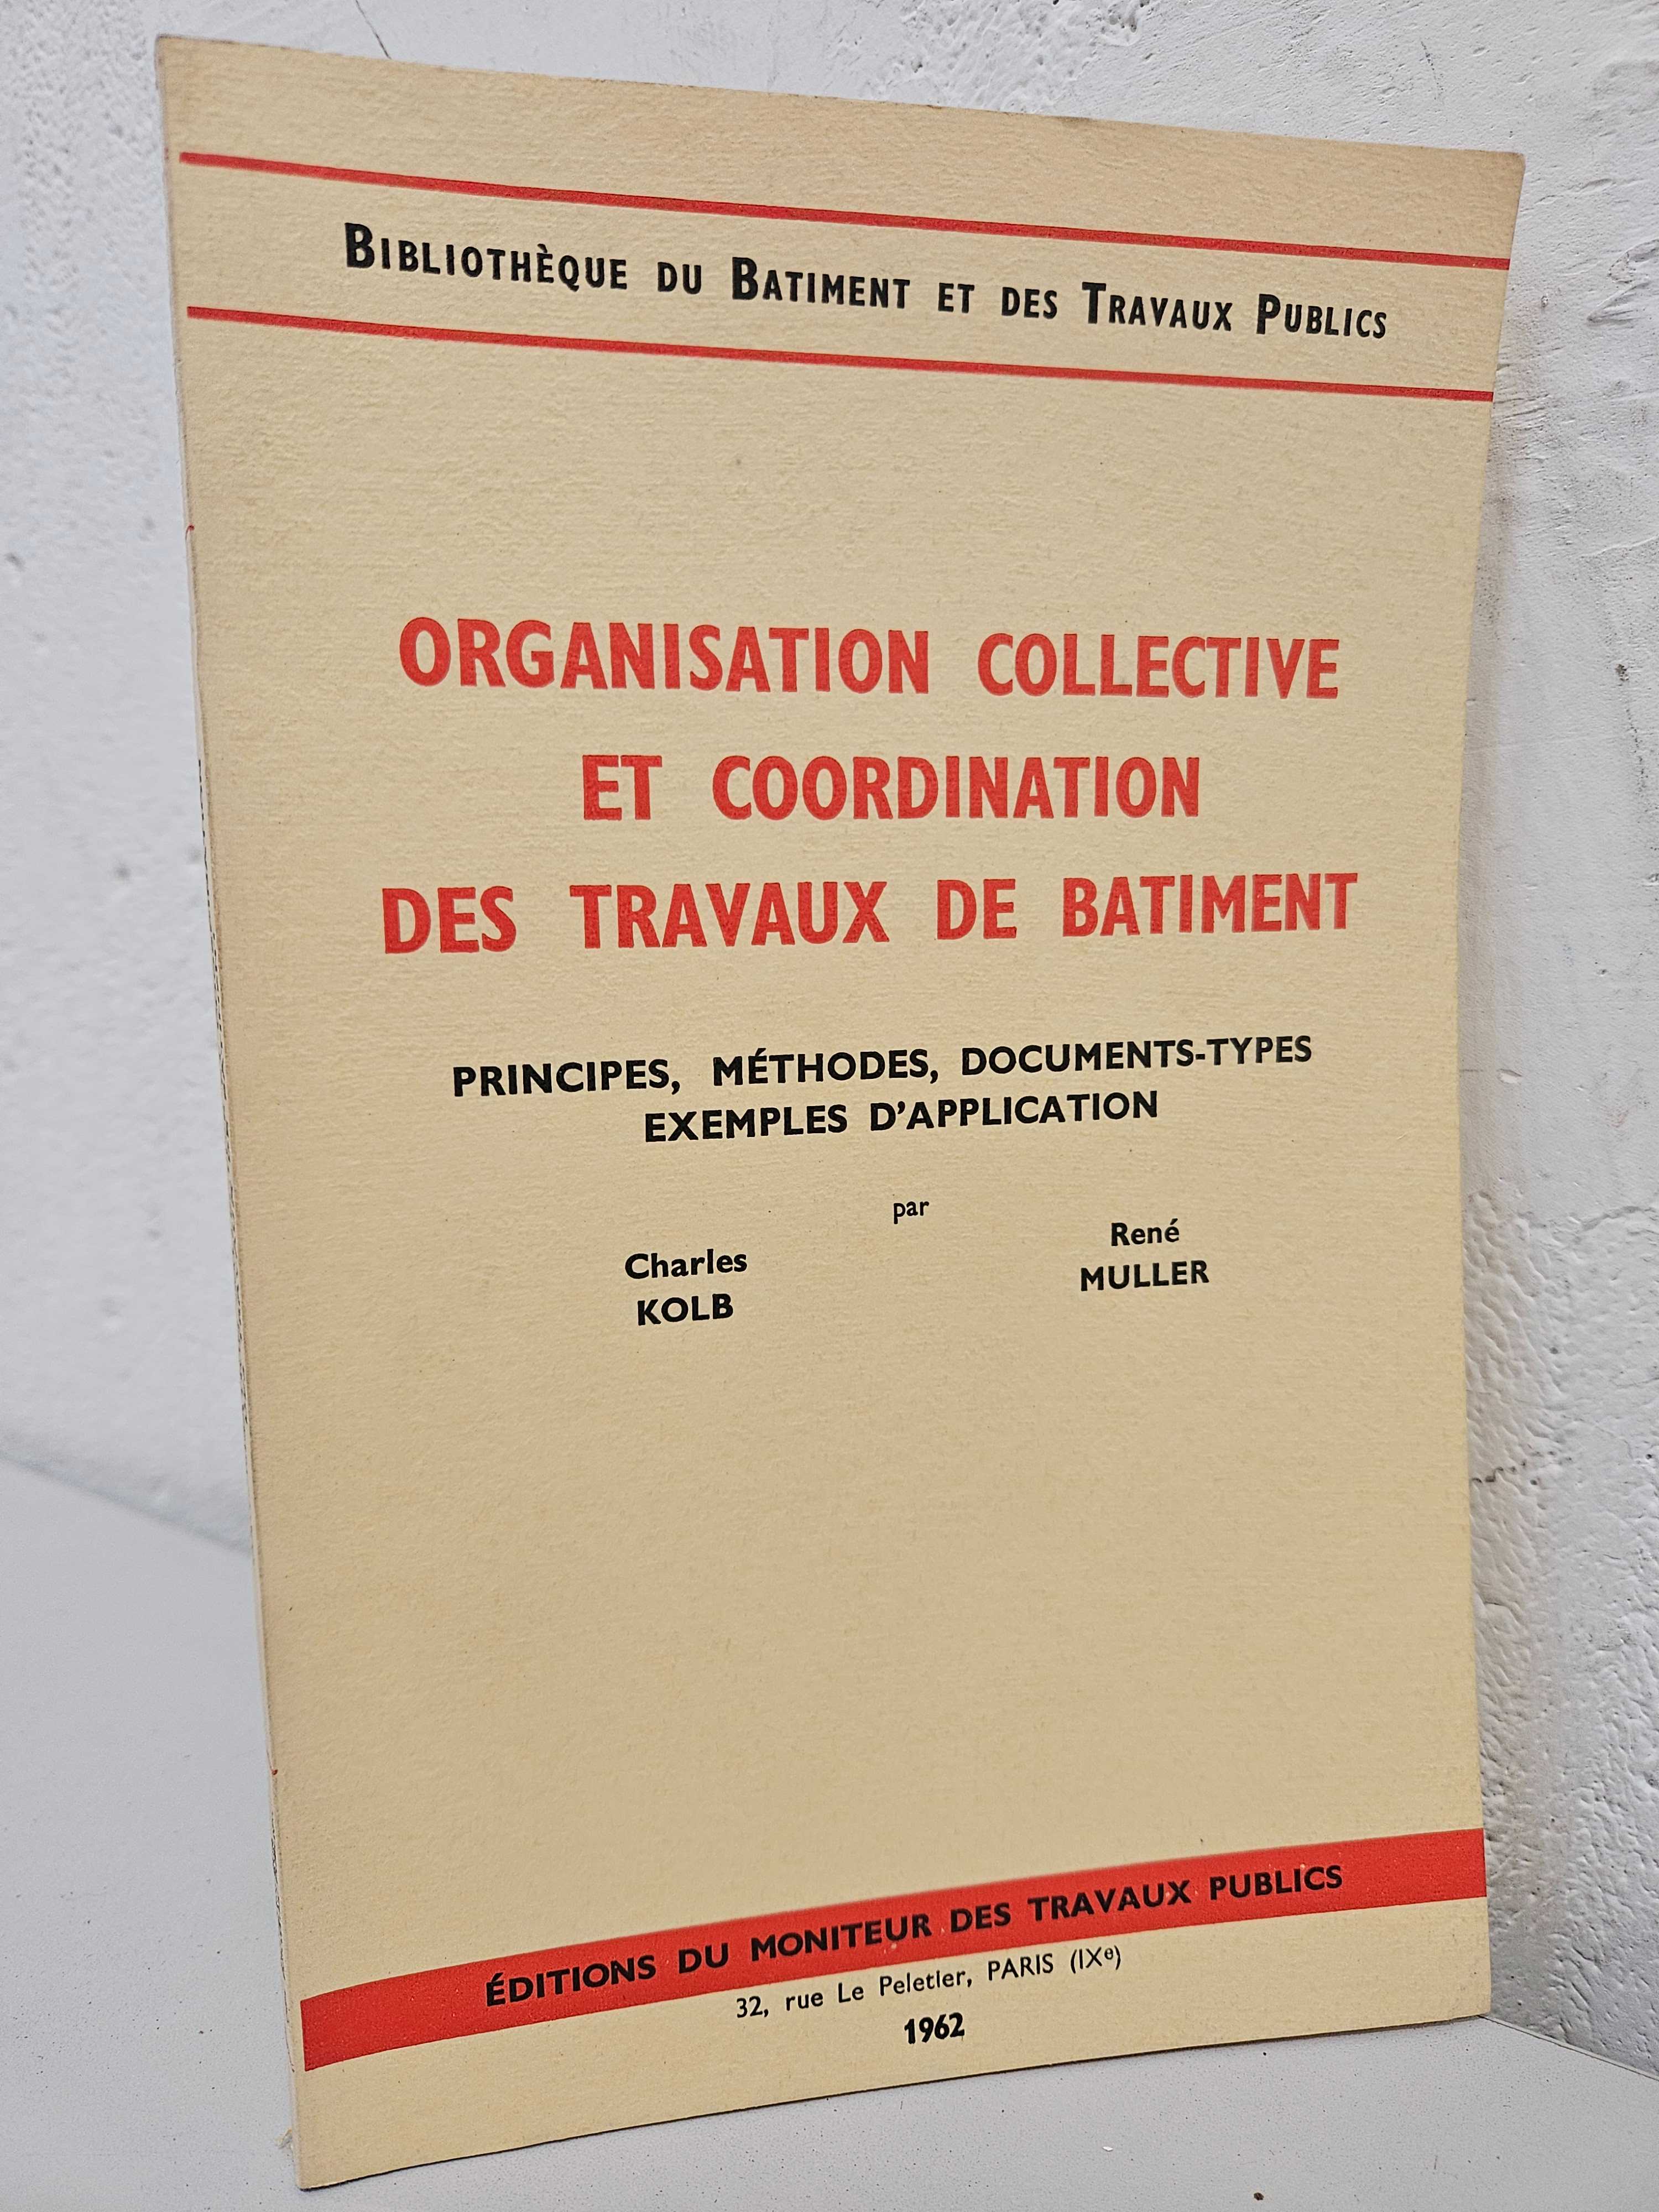 BIBLIOTHÈQUE DU BATIMENT ET DES TRAVAUX PUBLICS
ORGANISATION COLLECTIVE
ET COORDINATION
DES TRAVAUX DE BATIMENT
PRINCIPES, MÉTHODES, DOCUMENTS-TYPES
EXEMPLES D'APPLICATION
par
Charles
KOLB
René
MULLER
ÉDITIONS DU MONITEUR DES TRAVAUX PUBLICS
32, rue Le Peletier, PARIS (IXe)
1962